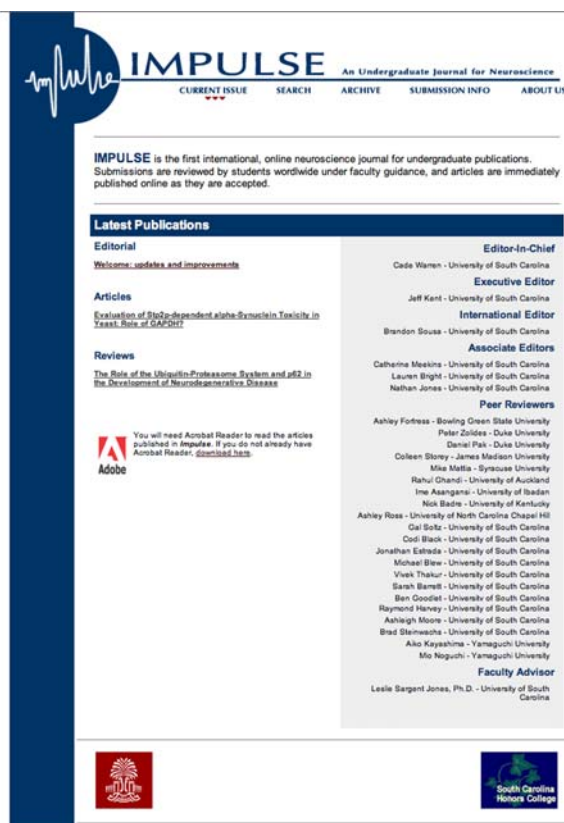 impulse
IMPULSE An Undergraduate Journal for Neuroscience
CURRENT ISSUE SEARCH ARCHIVE SUBMISSION INFO ABOUT US
IMPULSE is the first international, online neuroscience journal for undergraduate publications.
Submissions are reviewed by students wordlwide under faculty guidance, and articles are immediately
published online as they are accepted.
Latest Publications
Editorial
Welcome: updates and improvements
Articles
Evaluation of Stp2p-dependent alpha-Synuclein Toxicity in
Yeast: Role of GAPDH?
Reviews
The Role of the Ubiquitin-Proteasome System and p62 in
the Development of Neurodegenerative Disease
Adobe
You will need Acrobat Reader to read the articles
published in Impulse. If you do not already have
Acrobat Reader, download here.
Editor-In-Chief
Cade Warren - University of South Carolina
Executive Editor
Jeff Kent - University of South Carolina
International Editor
Brandon Sousa - University of South Carolina
Associate Editors
Catherine Meekins - University of South Carolina
Lauren Bright - University of South Carolina
Nathan Jones - University of South Carolina
Peer Reviewers
Ashley Fortress - Bowling Green State University
Peter Zolides - Duke University
Daniel Pak - Duke University
Colleen Storey - James Madison University
Mike Mattia - Syracuse University
Rahul Ghandi - University of Auckland
Ime Asangansi - University of Ibadan
Nick Badre - University of Kentucky
Ashley Ross - University of North Carolina Chapel Hill
Gal Soltz - University of South Carolina
Codi Black - University of South Carolina
Jonathan Estrada - University of South Carolina
Michael Blew - University of South Carolina
Vivek Thakur - University of South Carolina
Sarah Barrett - University of South Carolina
Ben Goodlet - University of South Carolina
Raymond Harvey - University of South Carolina
Ashleigh Moore - University of South Carolina
Brad Steinwachs - University of South Carolina
Aiko Kayashima - Yamaguchi University
Mio Noguchi - Yamaguchi University
Faculty Advisor
Leslie Sargent Jones, Ph.D. - University of South
Carolina
South Carolina
Honors College